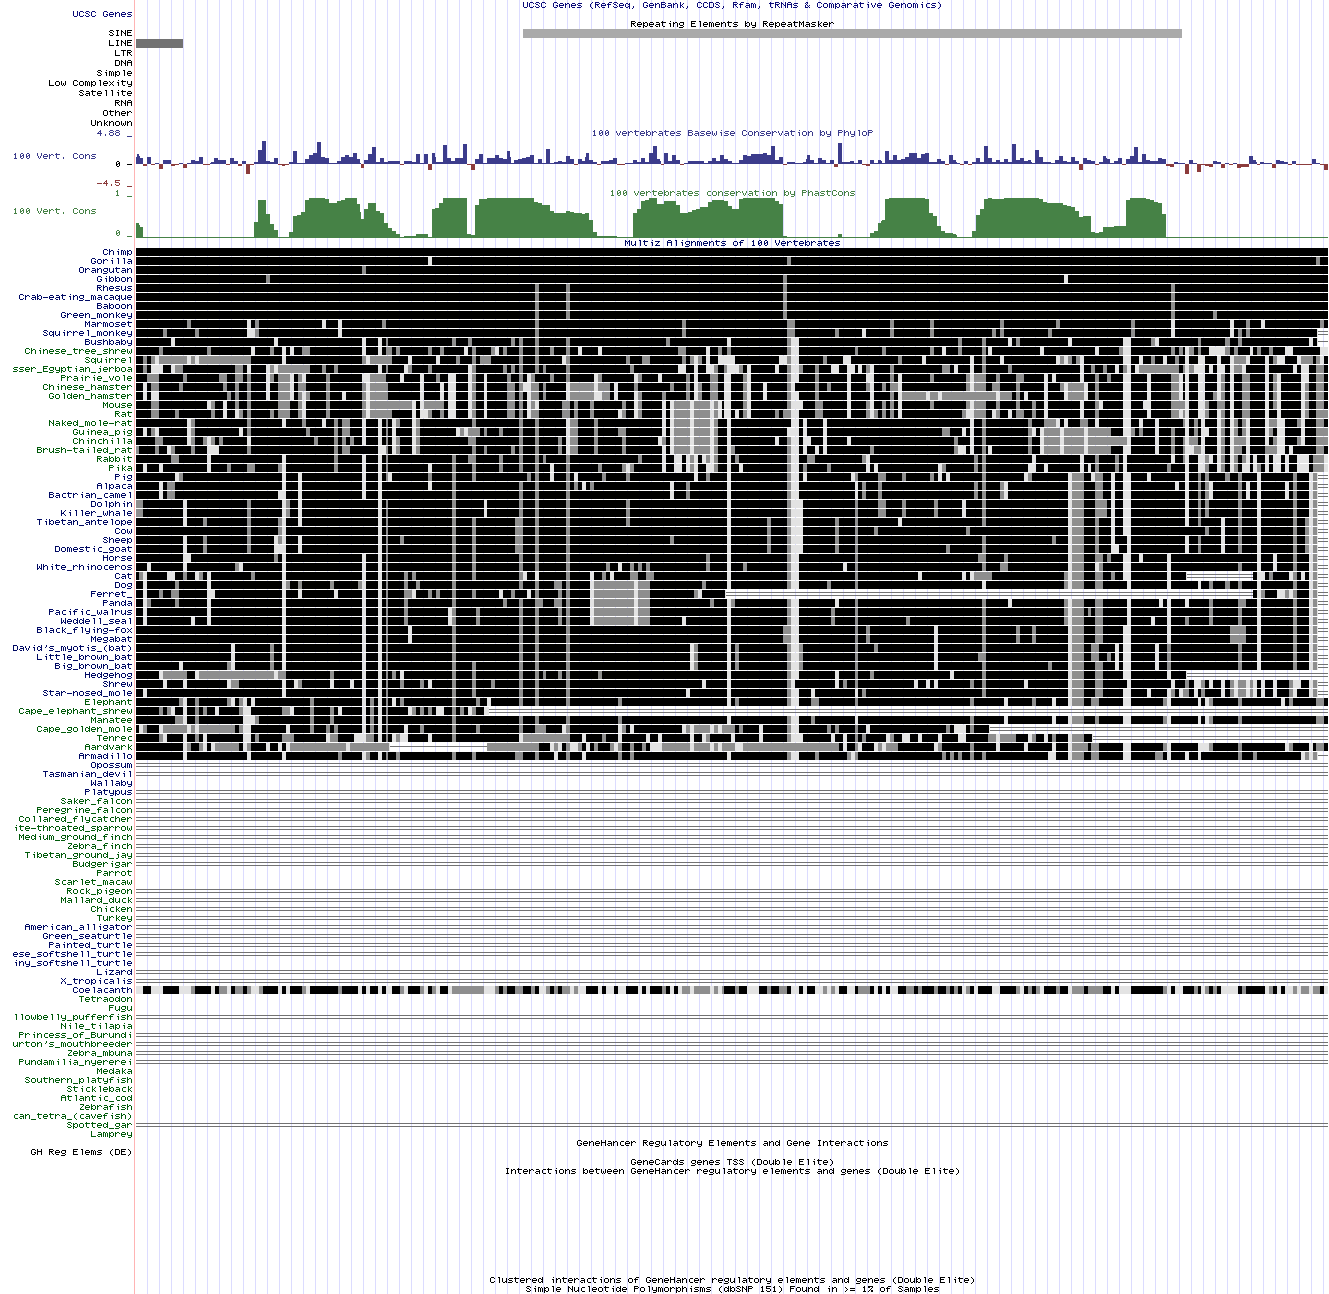 UCSC Genes (RefSeq, GenBank, CCDS, Rfam, tRNAs & Comparative Genomics)
UCSC Genes
Repeating Elements by RepeatMasker
SINE
LINE
LTR
DNA
Simple
Low Complexity
Satellite
RNA
Other
Unknown
100 vertebrates Basewise Conservation by PhyloP
4.88 _
100 Vert. Cons
0 _
-4.5 _
100 vertebrates conservation by PhastCons
1 _
100 Vert. Cons
0 _
Multiz Alignments of 100 Vertebrates
Chimp
Gorilla
Orangutan
Gibbon
Rhesus
Crab-eating_macaque
Baboon
Green_monkey
Marmoset
Squirrel_monkey
Bushbaby
Chinese_tree_shrew
Squirrel
sser_Egyptian_jerboa
Prairie_vole
Chinese_hamster
Golden_hamster
Mouse
Rat
Naked_mole-rat
Guinea_pig
Chinchilla
Brush-tailed_rat
Rabbit
Pika
Pig
Alpaca
Bactrian_camel
Dolphin
Killer_whale
Tibetan_antelope
Cow
Sheep
Domestic_goat
Horse
White_rhinoceros
Cat
Dog
Ferret_
Panda
Pacific_walrus
Weddell_seal
Black_flying-fox
Megabat
David's_myotis_(bat)
Little_brown_bat
Big_brown_bat
Hedgehog
Shrew
Star-nosed_mole
Elephant
Cape_elephant_shrew
Manatee
Cape_golden_mole
Tenrec
Aardvark
Armadillo
Opossum
Tasmanian_devil
Wallaby
Platypus
Saker_falcon
Peregrine_falcon
Collared_flycatcher
ite-throated_sparrow
Medium_ground_finch
Zebra_finch
Tibetan_ground_jay
Budgerigar
Parrot
Scarlet_macaw
Rock_pigeon
Mallard_duck
Chicken
Turkey
American_alligator
Green_seaturtle
Painted_turtle
ese_softshell_turtle
iny_softshell_turtle
Lizard
X_tropicalis
Coelacanth
Tetraodon
Fugu
llowbelly_pufferfish
Nile_tilapia
Princess_of_Burundi
urton's_mouthbreeder
Zebra_mbuna
Pundamilia_nyererei
Medaka
Southern_platyfish
Stickleback
Atlantic_cod
Zebrafish
can_tetra_(cavefish)
Spotted_gar
Lamprey
GeneHancer Regulatory Elements and Gene Interactions
GH Reg Elems (DE)
GeneCards genes TSS (Double Elite)
Interactions between GeneHancer regulatory elements and genes (Double Elite)
Clustered interactions of GeneHancer regulatory elements and genes (Double Elite)
Simple Nucleotide Polymorphisms (dbSNP 151) Found in >= 1% of Samples